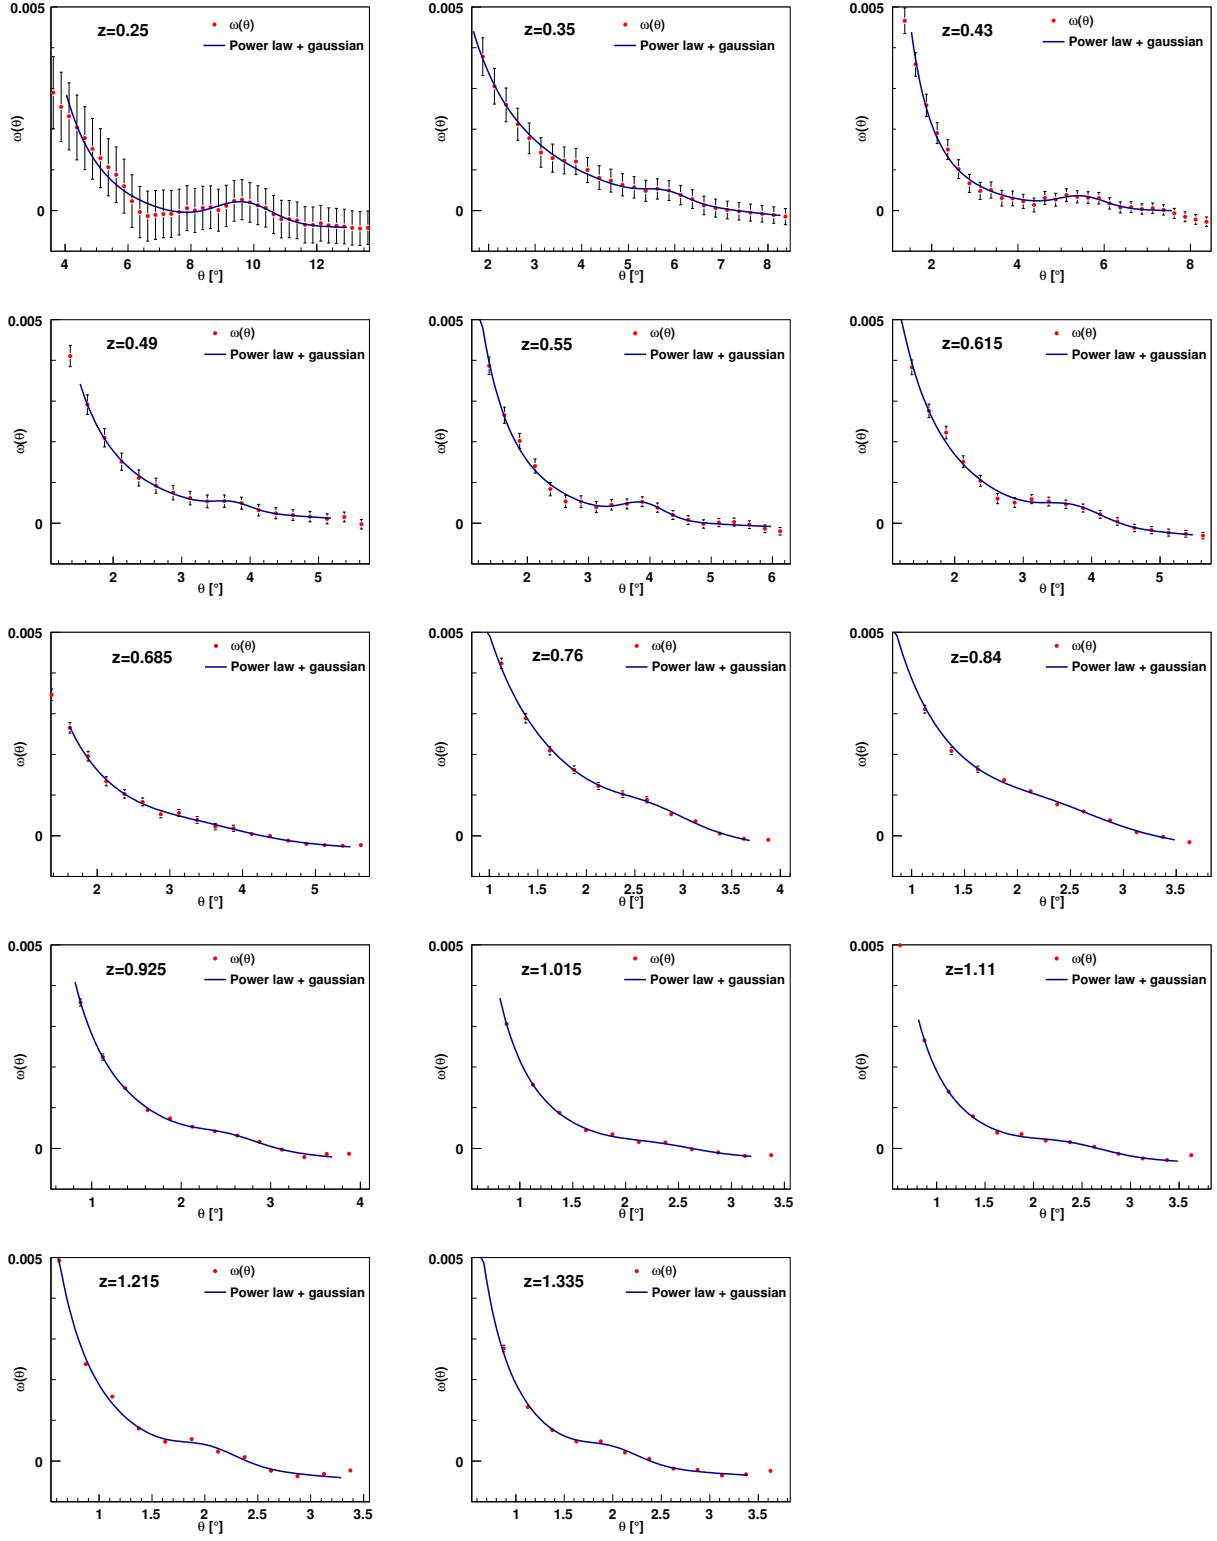 0.005
z=0.25
ω(θ)
Power law + gaussian
ω(θ)
0
4 6 8 10 12
θ [°]
0.005
z=0.35
ω(θ)
Power law + gaussian
ω(θ)
0
2 3 4 5 6 7 8
θ [°]
0.005
z=0.43
ω(θ)
Power law + gaussian
ω(θ)
0
2 4 6 8
θ [°]
0.005
z=0.49
ω(θ)
Power law + gaussian
ω(θ)
0
2 3 4 5
θ [°]
0.005
z=0.55
ω(θ)
Power law + gaussian
ω(θ)
0
2 3 4 5 6
θ [°]
0.005
z=0.615
ω(θ)
Power law + gaussian
ω(θ)
0
2 3 4 5
θ [°]
0.005
z=0.685
ω(θ)
Power law + gaussian
ω(θ)
0
2 3 4 5
θ [°]
0.005
z=0.76
ω(θ)
Power law + gaussian
ω(θ)
0
1 1.5 2 2.5 3 3.5 4
θ [°]
0.005
z=0.84
ω(θ)
Power law + gaussian
ω(θ)
0
1 1.5 2 2.5 3 3.5
θ [°]
0.005
z=0.925
ω(θ)
Power law + gaussian
ω(θ)
0
1 2 3 4
θ [°]
0.005
z=1.015
ω(θ)
Power law + gaussian
ω(θ)
0
1 1.5 2 2.5 3 3.5
θ [°]
0.005
z=1.11
ω(θ)
Power law + gaussian
ω(θ)
0
1 1.5 2 2.5 3 3.5
θ [°]
0.005
z=1.215
ω(θ)
Power law + gaussian
ω(θ)
0
1 1.5 2 2.5 3 3.5
θ [°]
0.005
z=1.335
ω(θ)
Power law + gaussian
ω(θ)
0
1 1.5 2 2.5 3 3.5
θ [°]